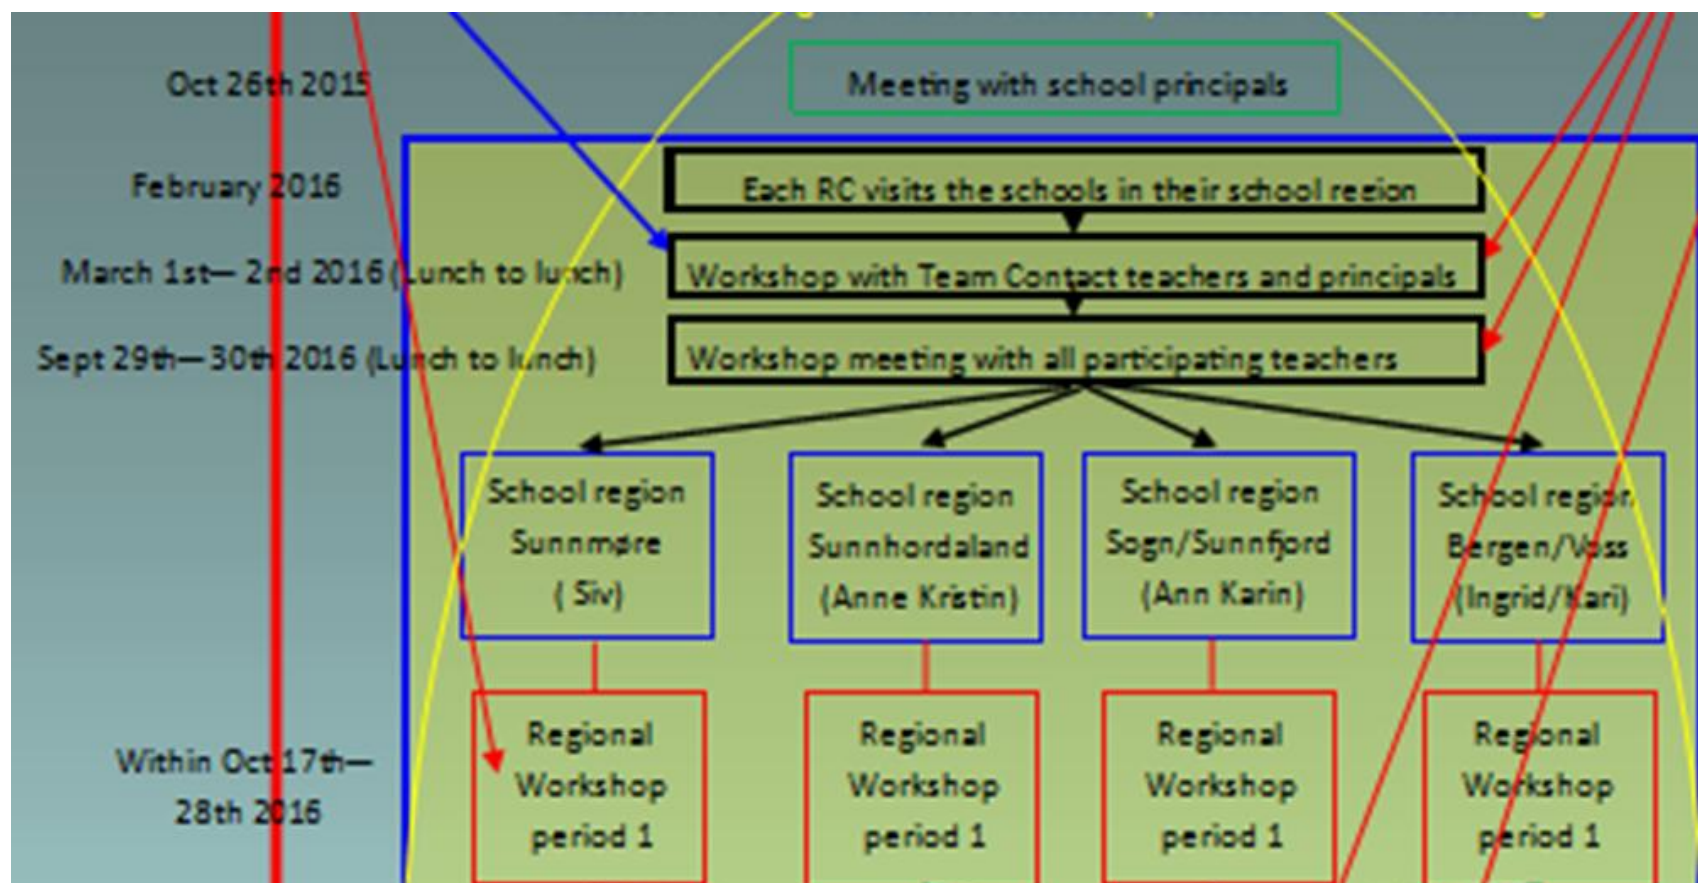 Oct 26th 2015
Meeting with school principals
February 2016
Each RC visits the schools in their school region
March 1st— 2nd 2016 (Lunch to lunch)
Workshop with Team Contact teachers and principals
Sept 29th—30th 2016 (Lunch to lunch)
Workshop meeting with all participating teachers
School region
Sunnmøre
( Siv)
School region
Sunnhordaland
(Anne Kristin)
School region
Sogn/Sunnfjord
(Ann Karin)
School region
Bergen/Voss
(Ingrid/Kari)
Within Oct 17th—
28th 2016
Regional
Workshop
period 1
Regional
Workshop
period 1
Regional
Workshop
period 1
Regional
Workshop
period 1